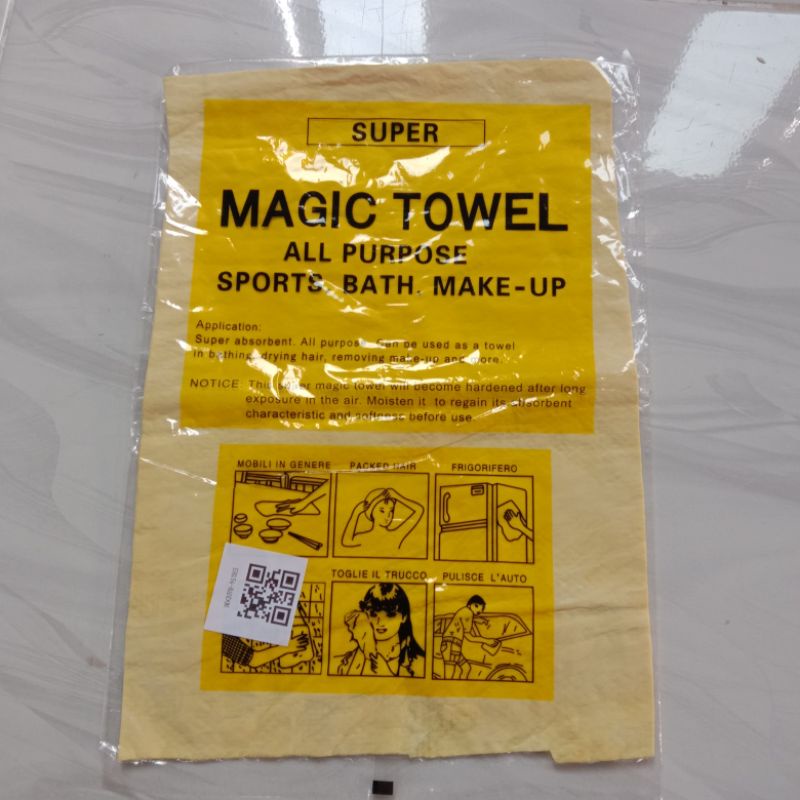 SUPER
MAGIC TOWEL
ALL PURPOSE
SPORTS. BATH. MAKE-UP
Application:
Super absorbent. All purpose. Can be used as a towel
in bathing, drying hair, removing make-up and more.
NOTICE: This super magic towel will become hardened after long
exposure in the air. Moisten it to regain its absorbent
characteristic and softness before use.
MOBILI IN GENERE PACKED HAIR FRIGORIFERO
TOGLIE IL TRUCCO PULISCE L'AUTO